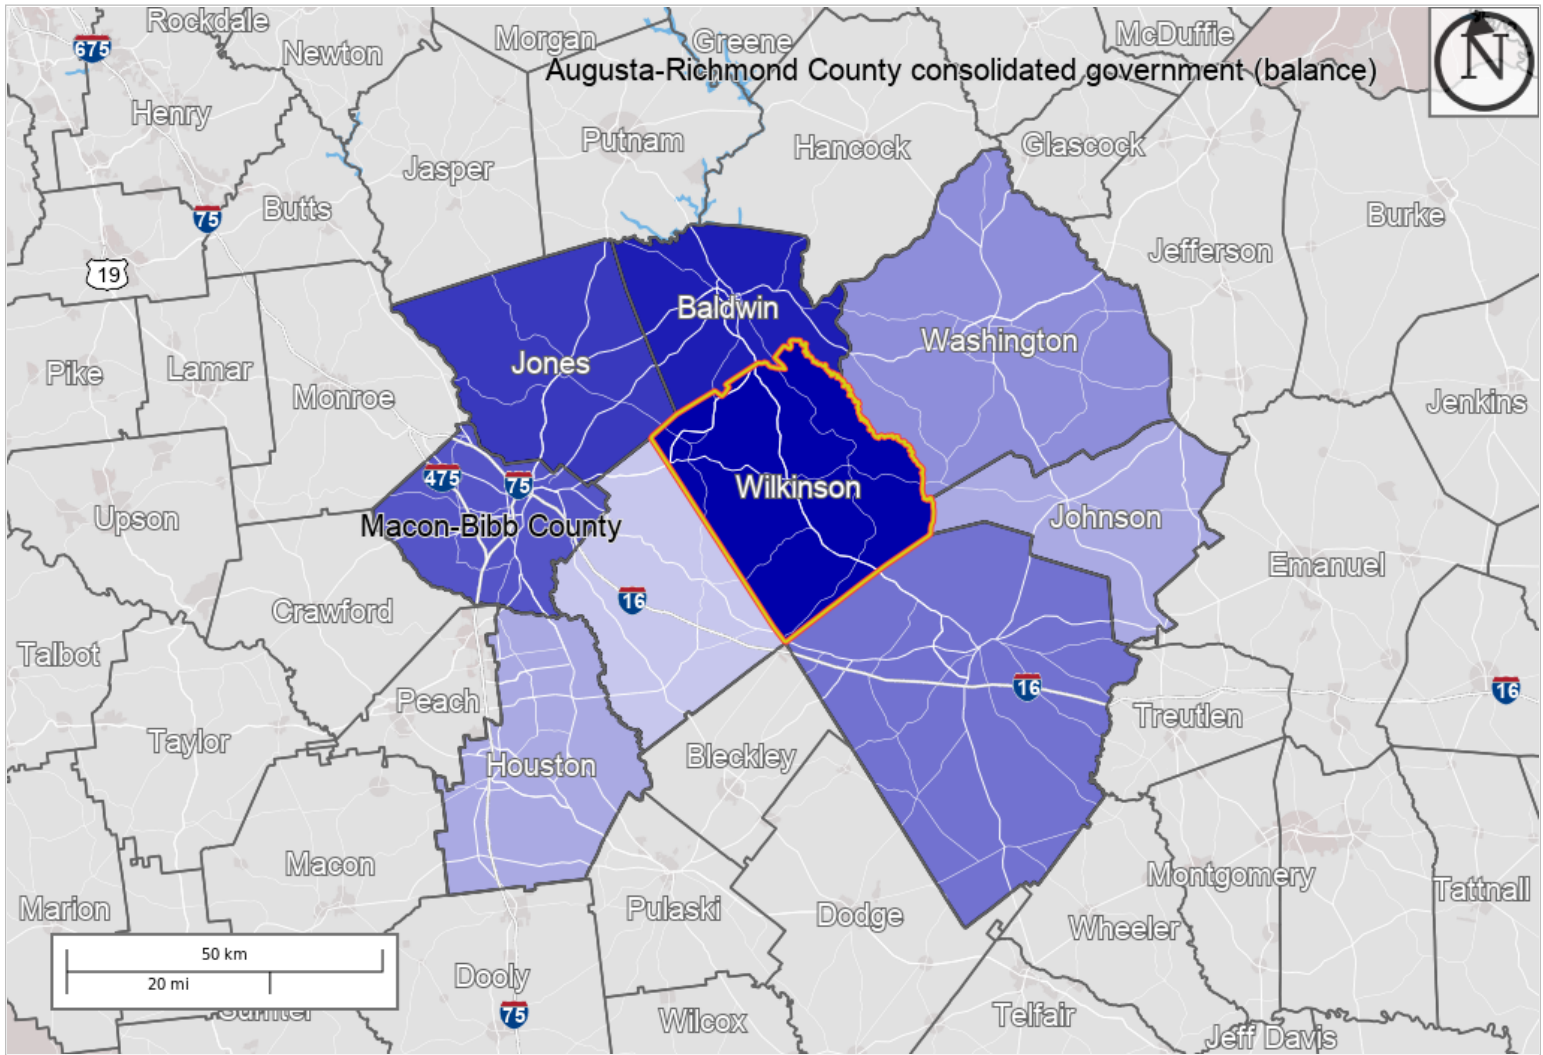 Rockdale
Morgan
Greene
McDuffie
N
675
Newton
Augusta-Richmond County consolidated government (balance)
Henry
Putnam
Hancock
Glascock
Jasper
75
Butts
Burke
Jefferson
19
Baldwin
Washington
Pike
Lamar
Jones
Monroe
Jenkins
475
75
Wilkinson
Upson
Macon-Bibb County
Johnson
Emanuel
16
Crawford
Talbot
16
16
Peach
Treutlen
Taylor
Bleckley
Houston
Macon
Montgomery
Tattnall
Marion
Pulaski
Dodge
Wheeler
50 km
20 mi
Dooly
75
Sumter
Wilcox
Telfair
Jeff Davis